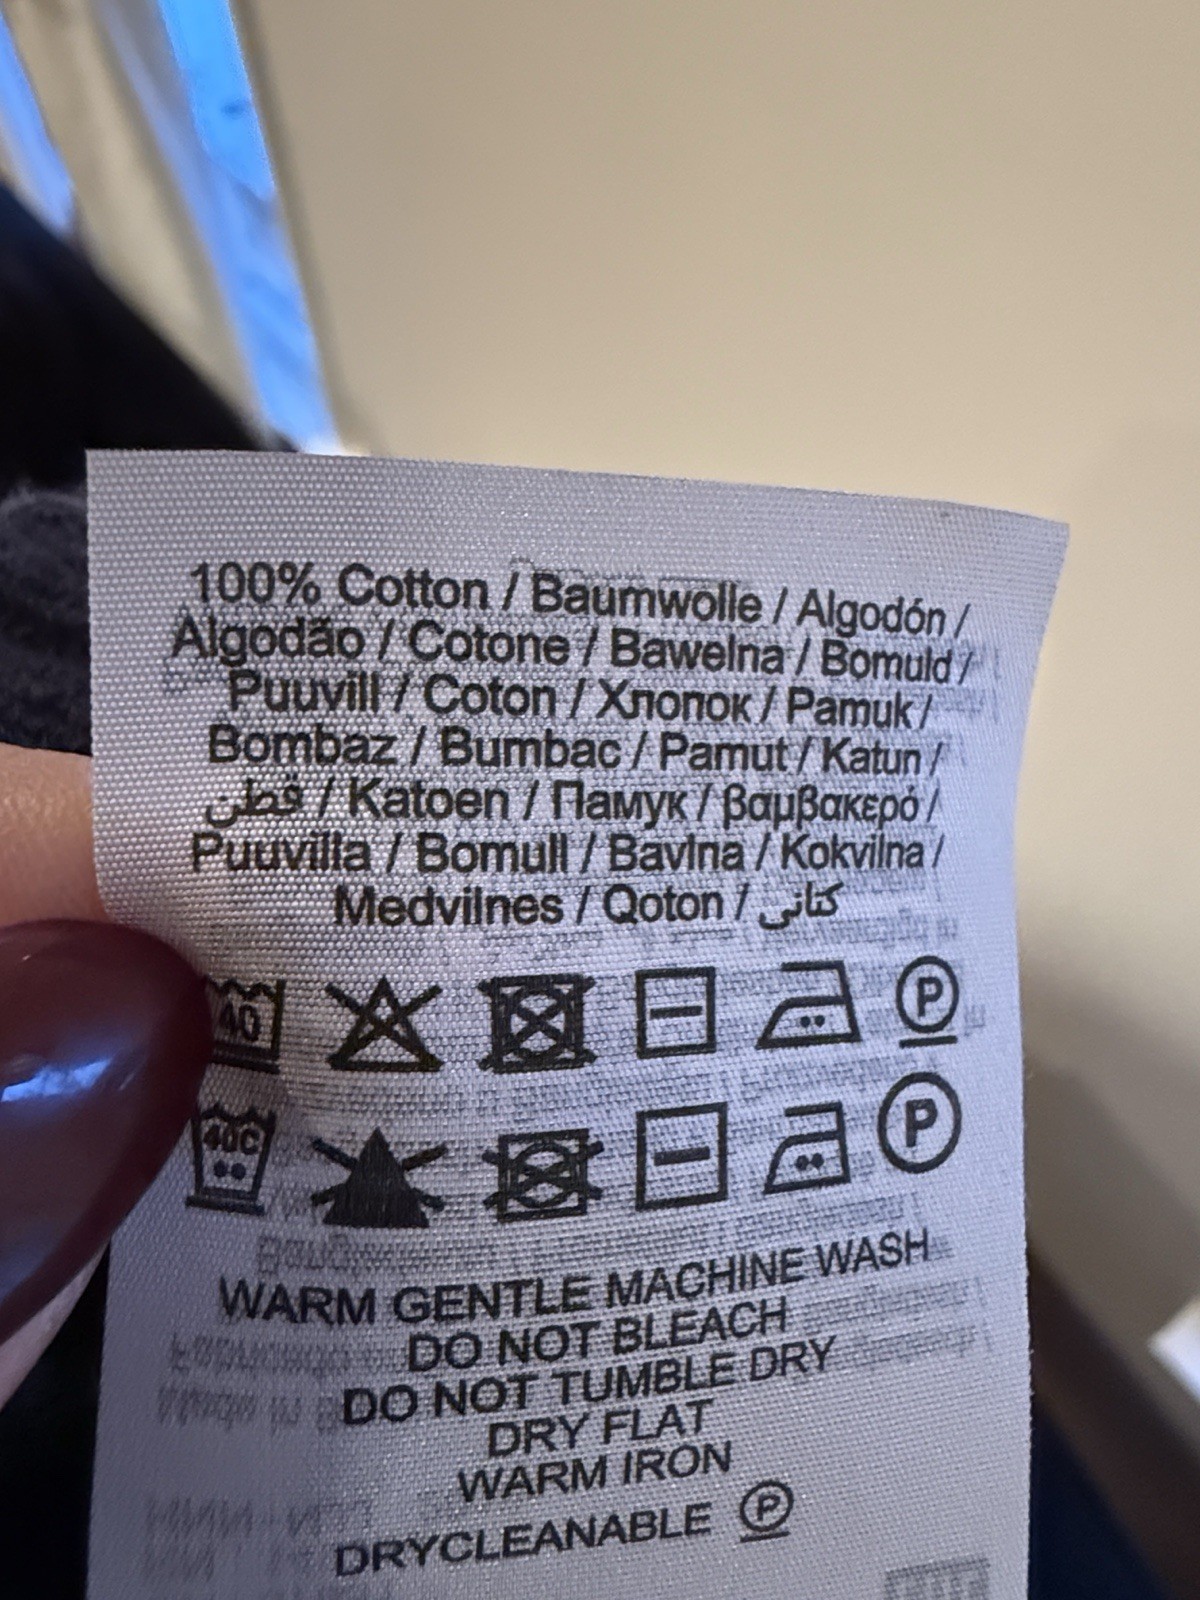 100% Cotton / Baumwolle / Algodón /
Algodão / Cotone / Bawelna / Bomuld /
Puuvill / Coton / Хлопок / Pamuk /
Bombaz / Bumbac / Pamut / Katun /
قطن / Katoen / Памук / βαμβακερό /
Puuvilla / Bomull / Bavlna / Kokvilna /
Medvilnes / Qoton / کتانی
40 P
40C P
WARM GENTLE MACHINE WASH
DO NOT BLEACH
DO NOT TUMBLE DRY
DRY FLAT
WARM IRON
DRYCLEANABLE P